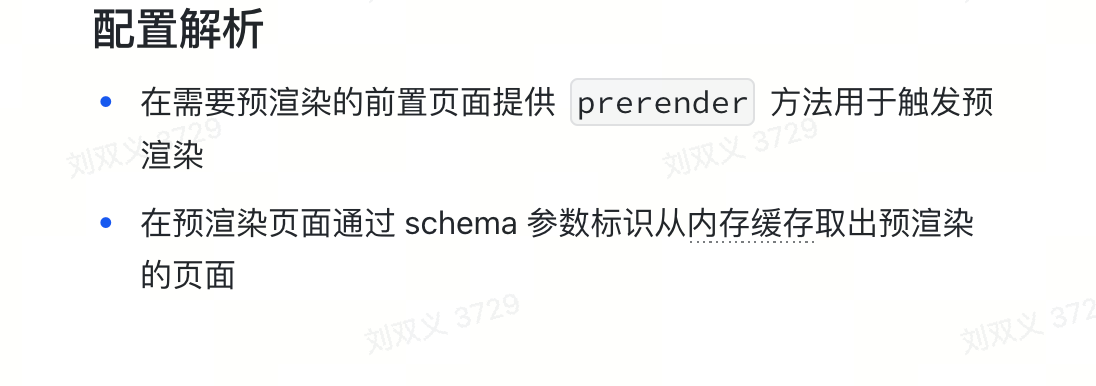 配置解析
在需要预渲染的前置页面提供 prerender 方法用于触发预
渲染
刘双义 3729
刘双义 3729
在预渲染页面通过 schema 参数标识从内存缓存取出预渲染
的页面
刘双义 3729
刘双义 372